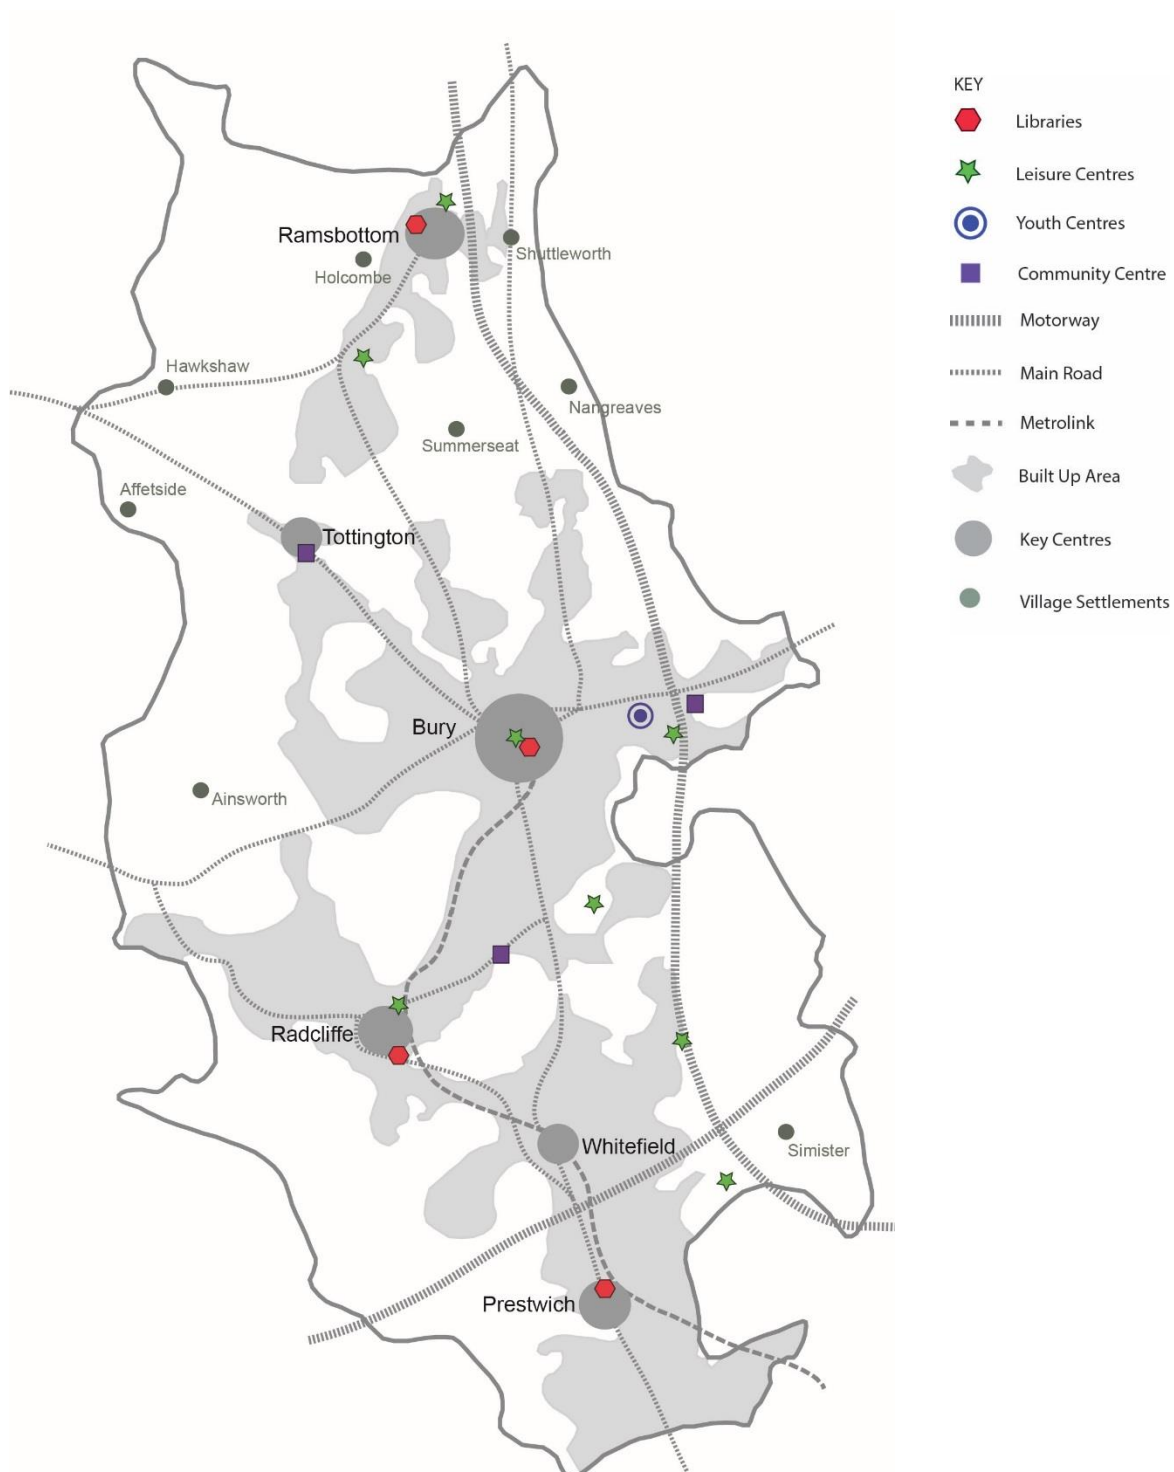 KEY
Libraries
Leisure Centres
Youth Centres
Community Centre
Motorway
Main Road
Metrolink
Built Up Area
Key Centres
Village Settlements
Ramsbottom
Shuttleworth
Holcombe
Hawkshaw
Nangreaves
Summerseat
Affetside
Tottington
Bury
Ainsworth
Radcliffe
Whitefield
Simister
Prestwich